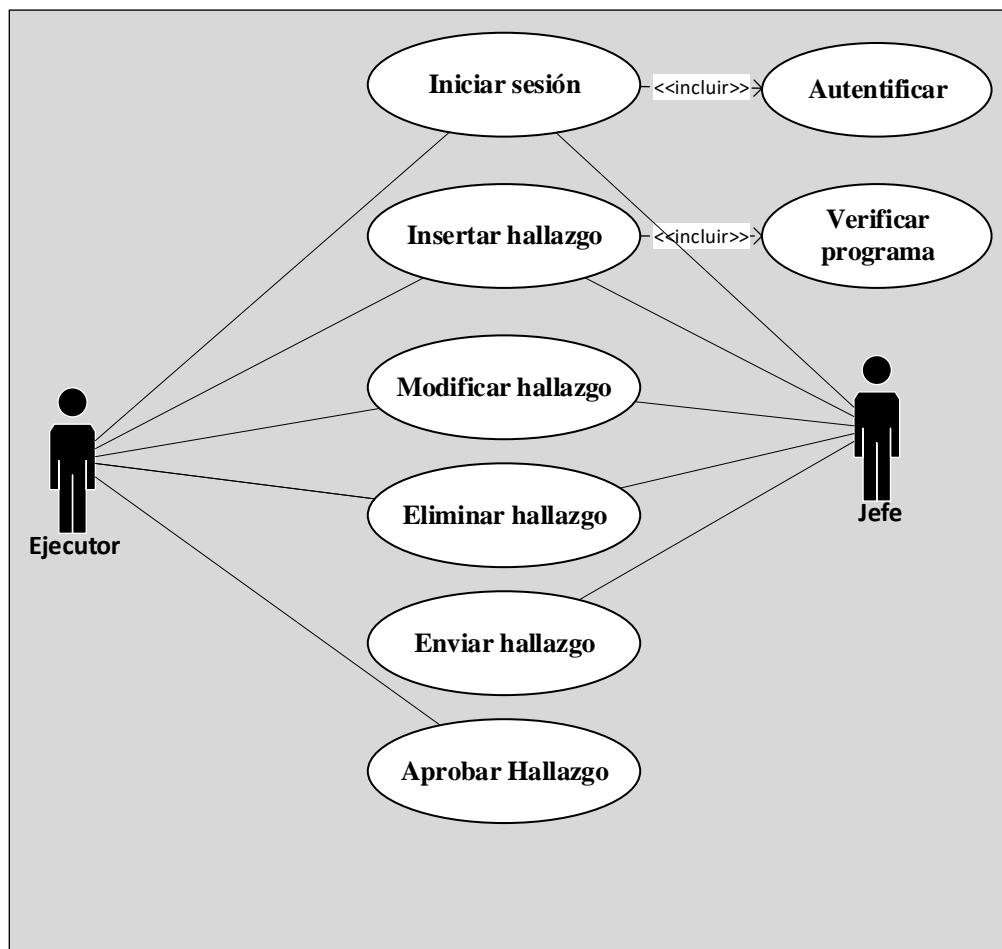 Iniciar sesión
<<incluir>>
Autentificar
Insertar hallazgo
<<incluir>>
Verificar
programa
Modificar hallazgo
Eliminar hallazgo
Jefe
Ejecutor
Enviar hallazgo
Aprobar Hallazgo